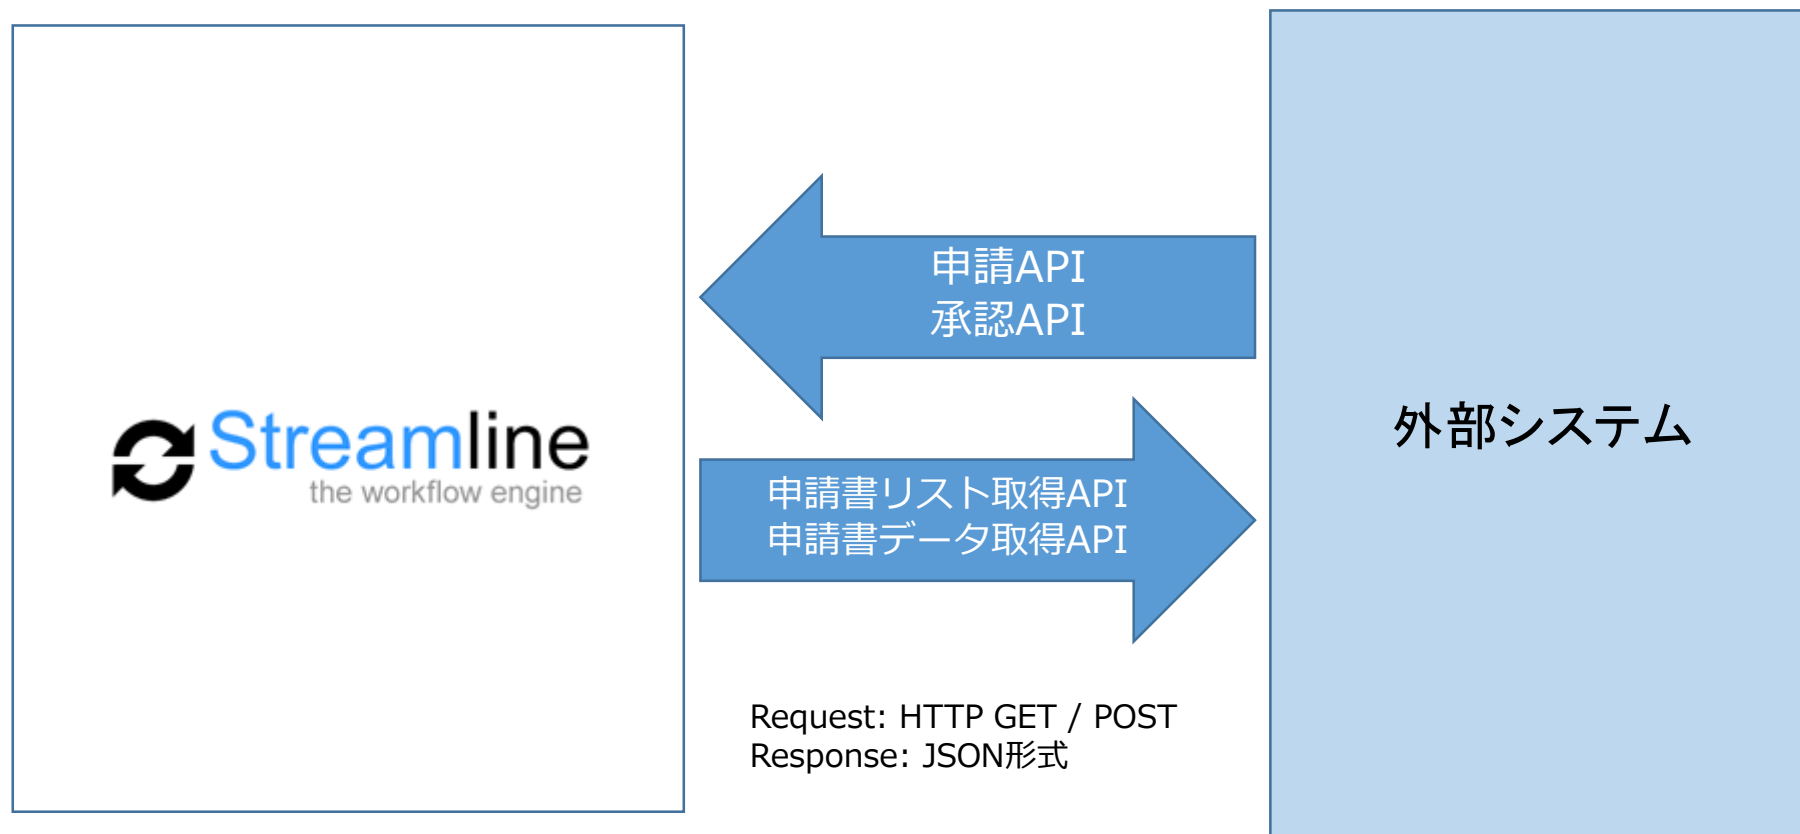 申請API
承認API
Streamline
the workflow engine
外部システム
申請書リスト取得API
申請書データ取得API
Request: HTTP GET / POST
Response: JSON形式